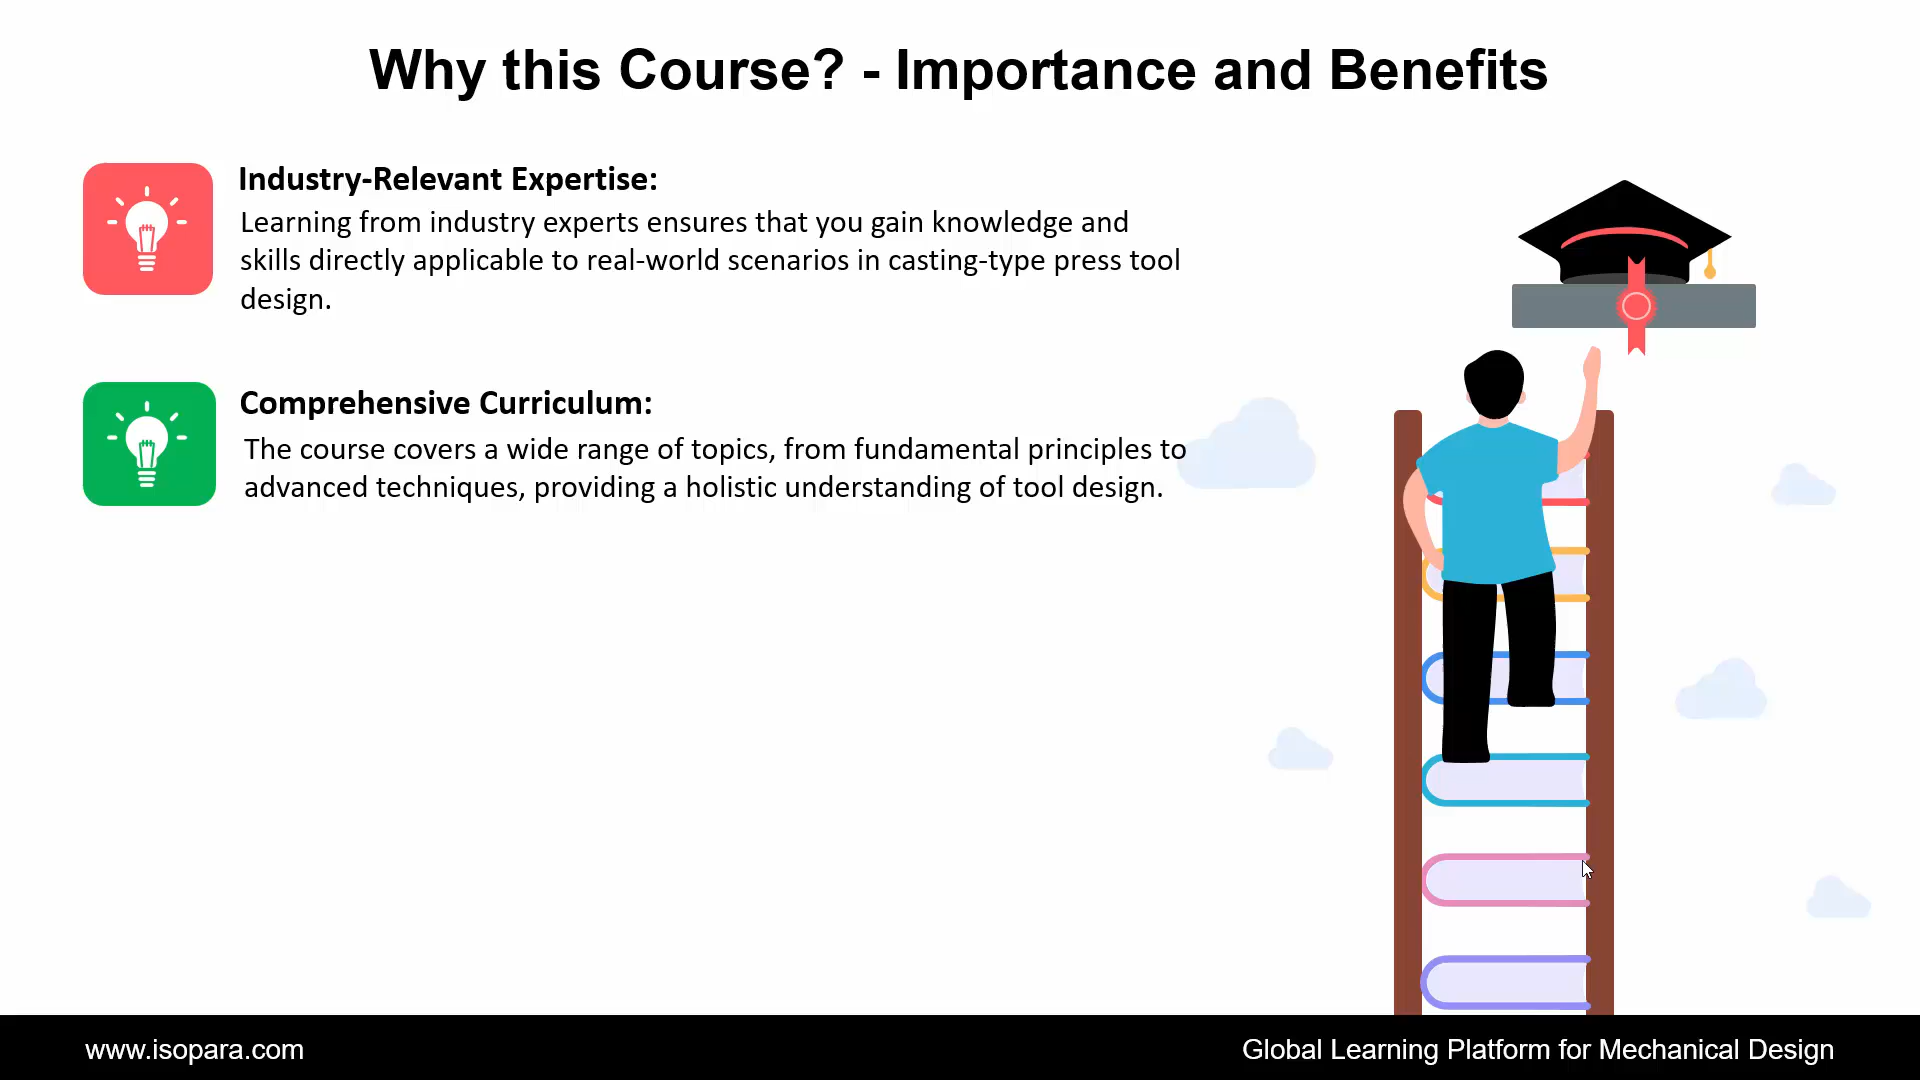 Why this Course? - Importance and Benefits
Industry-Relevant Expertise:
Learning from industry experts ensures that you gain knowledge and
skills directly applicable to real-world scenarios in casting-type press tool
design.
Comprehensive Curriculum:
The course covers a wide range of topics, from fundamental principles to
advanced techniques, providing a holistic understanding of tool design.
www.isopara.com
Global Learning Platform for Mechanical Design